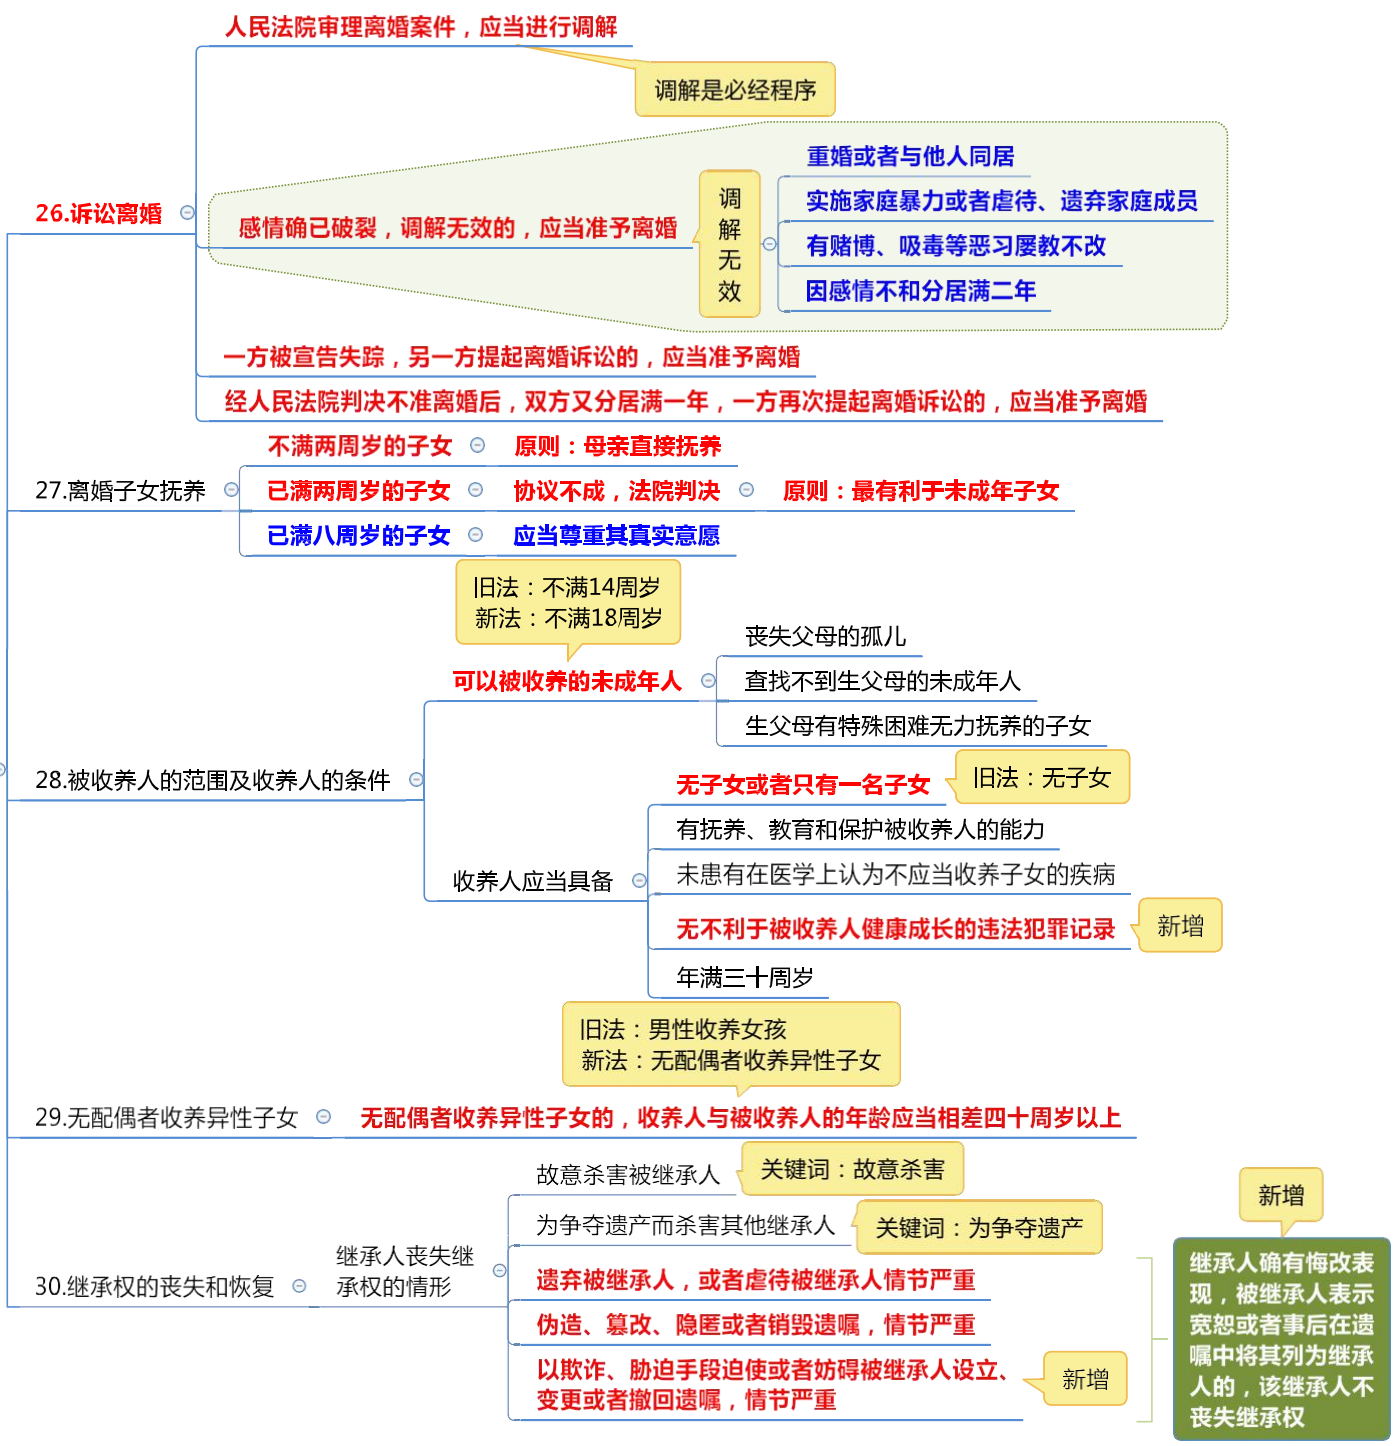 人民法院审理离婚案件，应当进行调解
调解是必经程序
26.诉讼离婚
感情确已破裂，调解无效的，应当准予离婚
调
解
无
效
重婚或者与他人同居
实施家庭暴力或者虐待、遗弃家庭成员
有赌博、吸毒等恶习屡教不改
因感情不和分居满二年
一方被宣告失踪，另一方提起离婚诉讼的，应当准予离婚
经人民法院判决不准离婚后，双方又分居满一年，一方再次提起离婚诉讼的，应当准予离婚
27.离婚子女抚养
不满两周岁的子女
原则：母亲直接抚养
已满两周岁的子女
协议不成，法院判决
原则：最有利于未成年子女
已满八周岁的子女
应当尊重其真实意愿
旧法：不满14周岁
新法：不满18周岁
28.被收养人的范围及收养人的条件
可以被收养的未成年人
丧失父母的孤儿
查找不到生父母的未成年人
生父母有特殊困难无力抚养的子女
收养人应当具备
无子女或者只有一名子女
旧法：无子女
有抚养、教育和保护被收养人的能力
未患有在医学上认为不应当收养子女的疾病
无不利于被收养人健康成长的违法犯罪记录
新增
年满三十周岁
旧法：男性收养女孩
新法：无配偶者收养异性子女
29.无配偶者收养异性子女
无配偶者收养异性子女的，收养人与被收养人的年龄应当相差四十周岁以上
30.继承权的丧失和恢复
继承人丧失继
承权的情形
故意杀害被继承人
关键词：故意杀害
为争夺遗产而杀害其他继承人
关键词：为争夺遗产
遗弃被继承人，或者虐待被继承人情节严重
伪造、篡改、隐匿或者销毁遗嘱，情节严重
以欺诈、胁迫手段迫使或者妨碍被继承人设立、
变更或者撤回遗嘱，情节严重
新增
新增
继承人确有悔改表
现，被继承人表示
宽恕或者事后在遗
嘱中将其列为继承
人的，该继承人不
丧失继承权